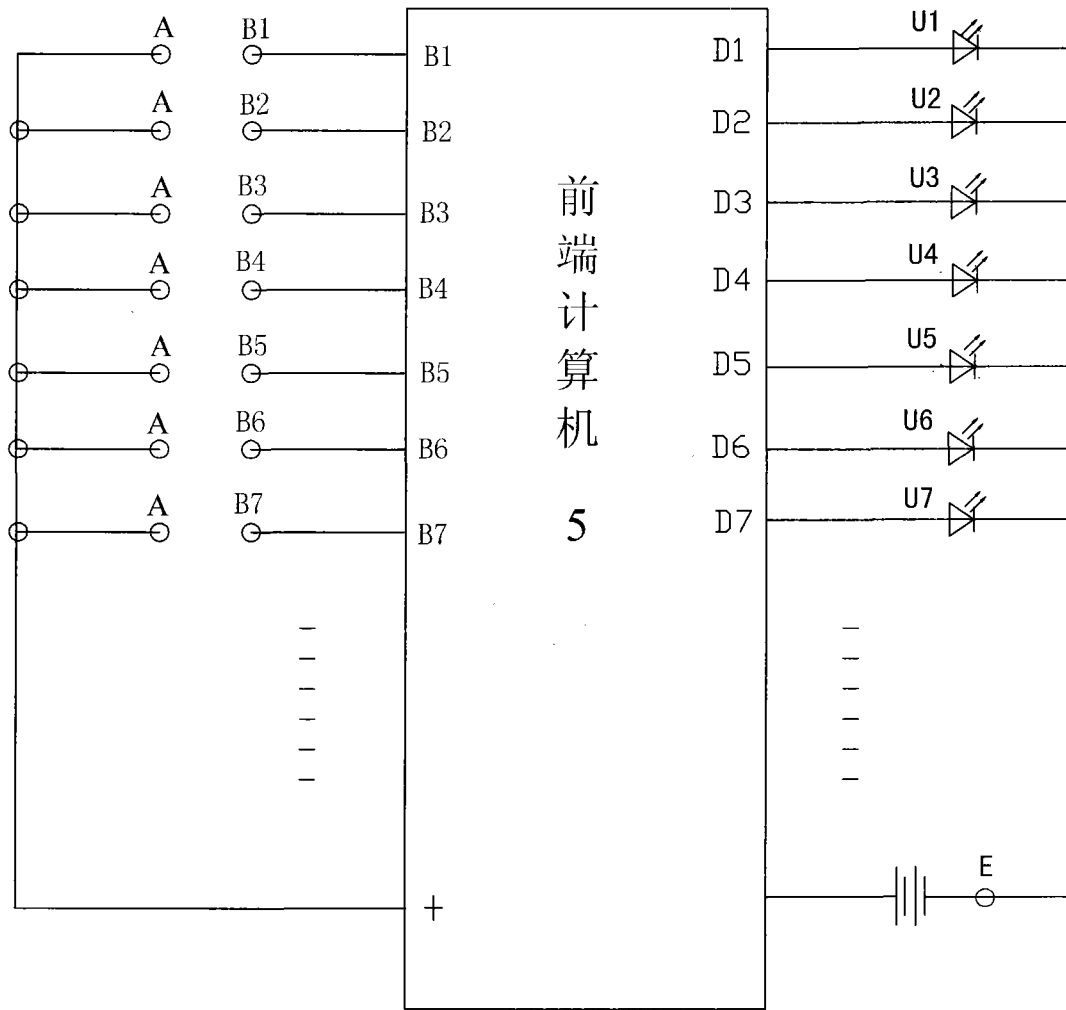 A B1 B1 D1 U1
A B2 B2 D2 U2
A B3 B3 D3 U3
A B4 B4 D4 U4
A B5 B5 D5 U5
A B6 B6 D6 U6
A B7 B7 D7 U7
前端计算机
5
+
E